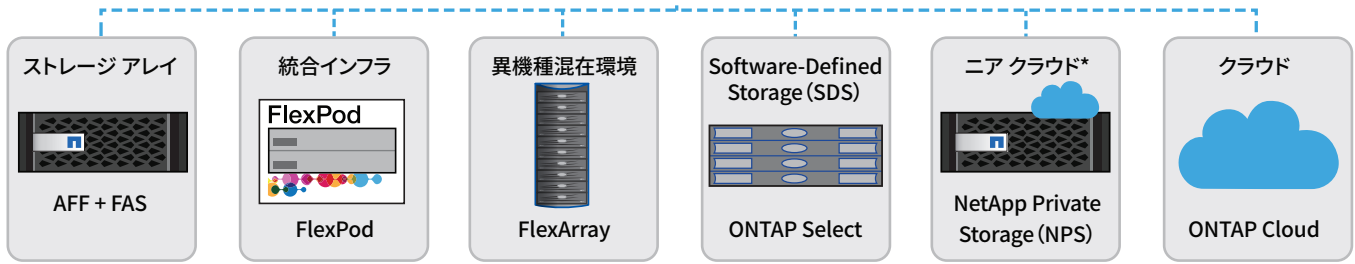 ストレージ アレイ
AFF + FAS
統合インフラ
FlexPod
FlexPod
異機種混在環境
FlexArray
Software-Defined
Storage（SDS）
ONTAP Select
ニア クラウド*
NetApp Private
Storage（NPS）
クラウド
ONTAP Cloud